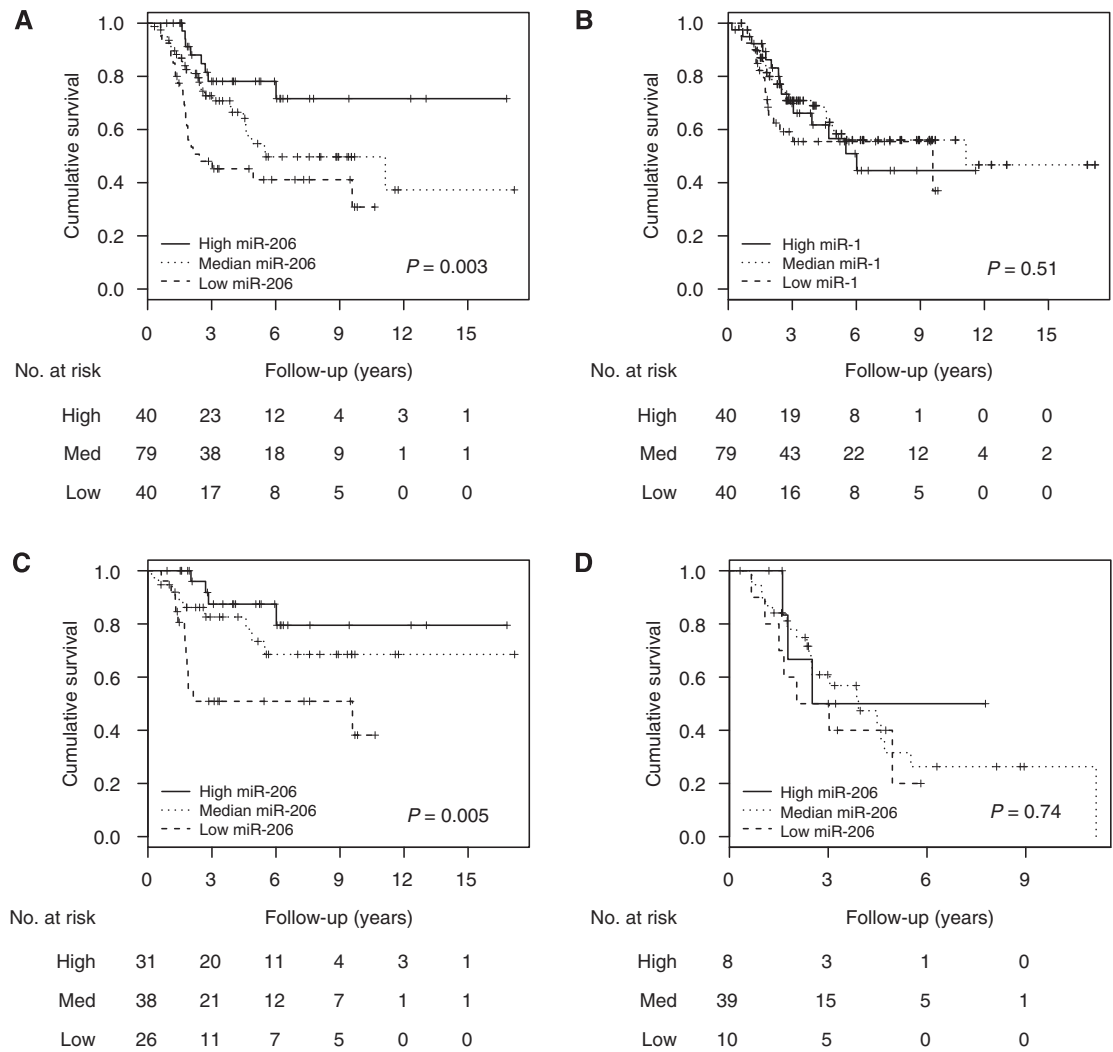 A
Cumulative survival
1.0
0.8
0.6
0.4
0.2
0.0
High miR-206
Median miR-206
Low miR-206
P = 0.003
0 3 6 9 12 15
No. at risk Follow-up (years)
High 40 23 12 4 3 1
Med 79 38 18 9 1 1
Low 40 17 8 5 0 0
B
Cumulative survival
1.0
0.8
0.6
0.4
0.2
0.0
High miR-1
Median miR-1
Low miR-1
P = 0.51
0 3 6 9 12 15
No. at risk Follow-up (years)
High 40 19 8 1 0 0
Med 79 43 22 12 4 2
Low 40 16 8 5 0 0
C
Cumulative survival
1.0
0.8
0.6
0.4
0.2
0.0
High miR-206
Median miR-206
Low miR-206
P = 0.005
0 3 6 9 12 15
No. at risk Follow-up (years)
High 31 20 11 4 3 1
Med 38 21 12 7 1 1
Low 26 11 7 5 0 0
D
Cumulative survival
1.0
0.8
0.6
0.4
0.2
0.0
High miR-206
Median miR-206
Low miR-206
P = 0.74
0 3 6 9
No. at risk Follow-up (years)
High 8 3 1 0
Med 39 15 5 1
Low 10 5 0 0